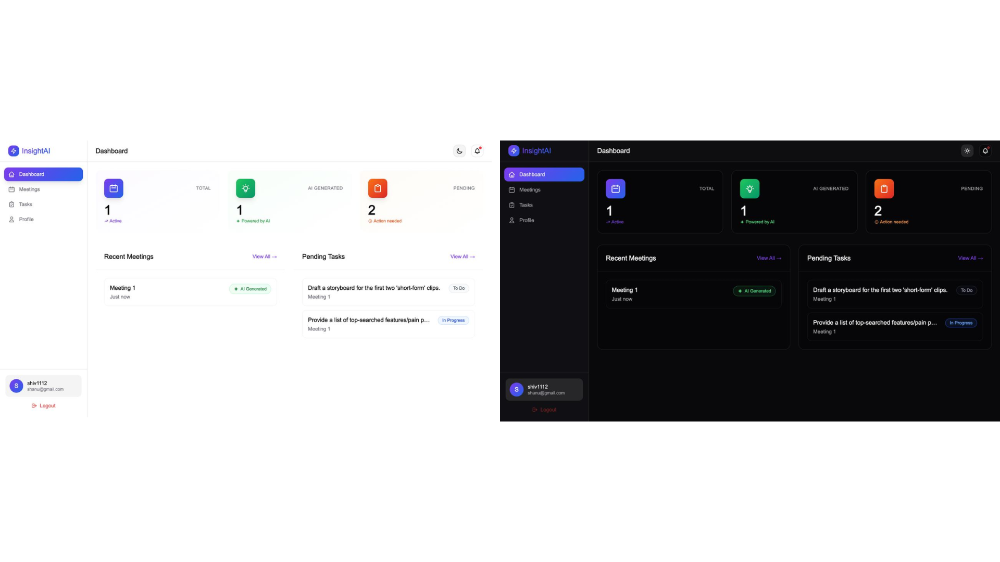 InsightAI
Dashboard
Meetings
Tasks
Profile
shiv1112
shanu@gmail.com
Logout
Dashboard
TOTAL
1
Active
AI GENERATED
1
Powered by AI
PENDING
2
Action needed
Recent Meetings
View All →
Meeting 1
AI Generated
Just now
Pending Tasks
View All →
Draft a storyboard for the first two 'short-form' clips.
To Do
Meeting 1
Provide a list of top-searched features/pain p...
In Progress
Meeting 1
InsightAI
Dashboard
Meetings
Tasks
Profile
shiv1112
shanu@gmail.com
Logout
Dashboard
TOTAL
1
Active
AI GENERATED
1
Powered by AI
PENDING
2
Action needed
Recent Meetings
View All →
Meeting 1
AI Generated
Just now
Pending Tasks
View All →
Draft a storyboard for the first two 'short-form' clips.
To Do
Meeting 1
Provide a list of top-searched features/pain p...
In Progress
Meeting 1
S
S